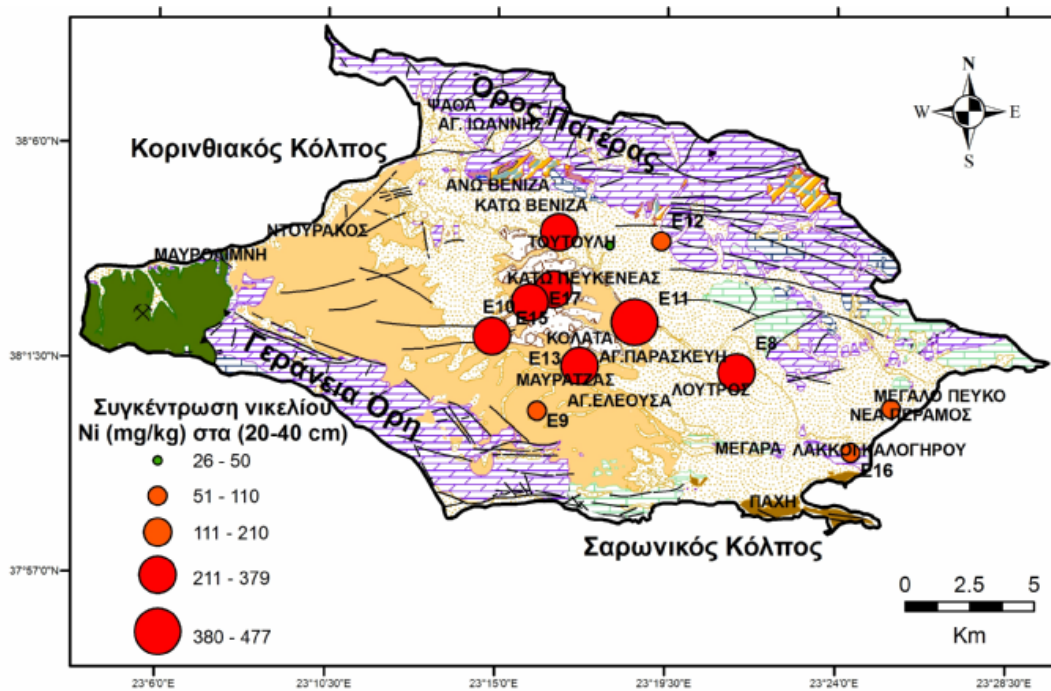 N
W E
S
38°6'0"N
38°1'30"N
37°57'0"N
Όρος Πατέρας
ΨΑΘΑ
ΑΓ. ΙΩΑΝΝΗΣ
Κορινθιακός Κόλπος
ΑΝΩ ΒΕΝΙΖΑ
ΚΑΤΩ ΒΕΝΙΖΑ
E12
ΝΤΟΥΡΑΚΟΣ
ΤΟΥΤΟΥΛΗ
ΜΑΥΡΟΛΙΜΝΗ
ΚΑΤΩ ΠΕΥΚΕΝΕΑΣ
E17
E11
E10
E15
E8
ΚΟΛΑΤΑ
E13
ΑΓ.ΠΑΡΑΣΚΕΥΗ
ΜΑΥΡΑΤΖΑΣ
ΛΟΥΤΡΟΣ
ΑΓ.ΕΛΕΟΥΣΑ
ΜΕΓΑΛΟ ΠΕΥΚΟ
ΝΕΑ ΠΕΡΑΜΟΣ
E9
Γεράνεια Όρη
ΜΕΓΑΡΑ
ΛΑΚΚΟΙ ΚΑΛΟΓΗΡΟΥ
E16
ΠΑΧΗ
Σαρωνικός Κόλπος
Συγκέντρωση νικελίου
Ni (mg/kg) στα (20-40 cm)
26 - 50
51 - 110
111 - 210
211 - 379
380 - 477
0 2.5 5
Km
23°6'0"E 23°10'30"E 23°15'0"E 23°19'30"E 23°24'0"E 23°28'30"E